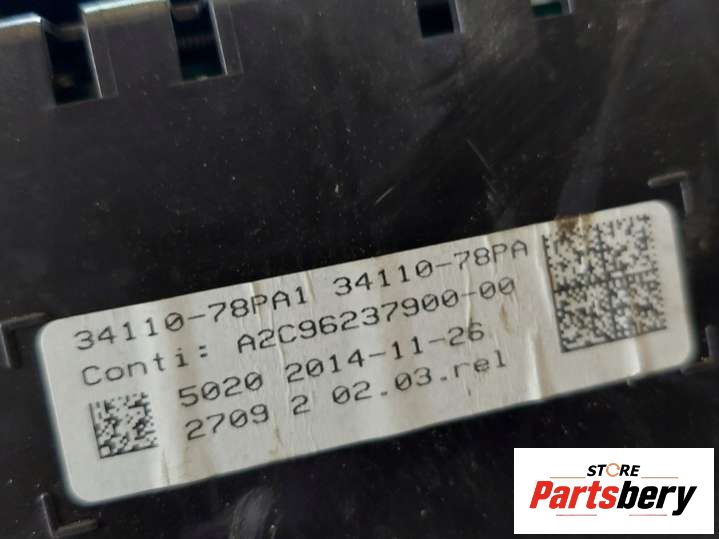 34110-78PA1 34110-78PA
Conti: A2C96237900-00
5020 2014-11-26
2709 2 02.03.rel
STORE
Partsbery